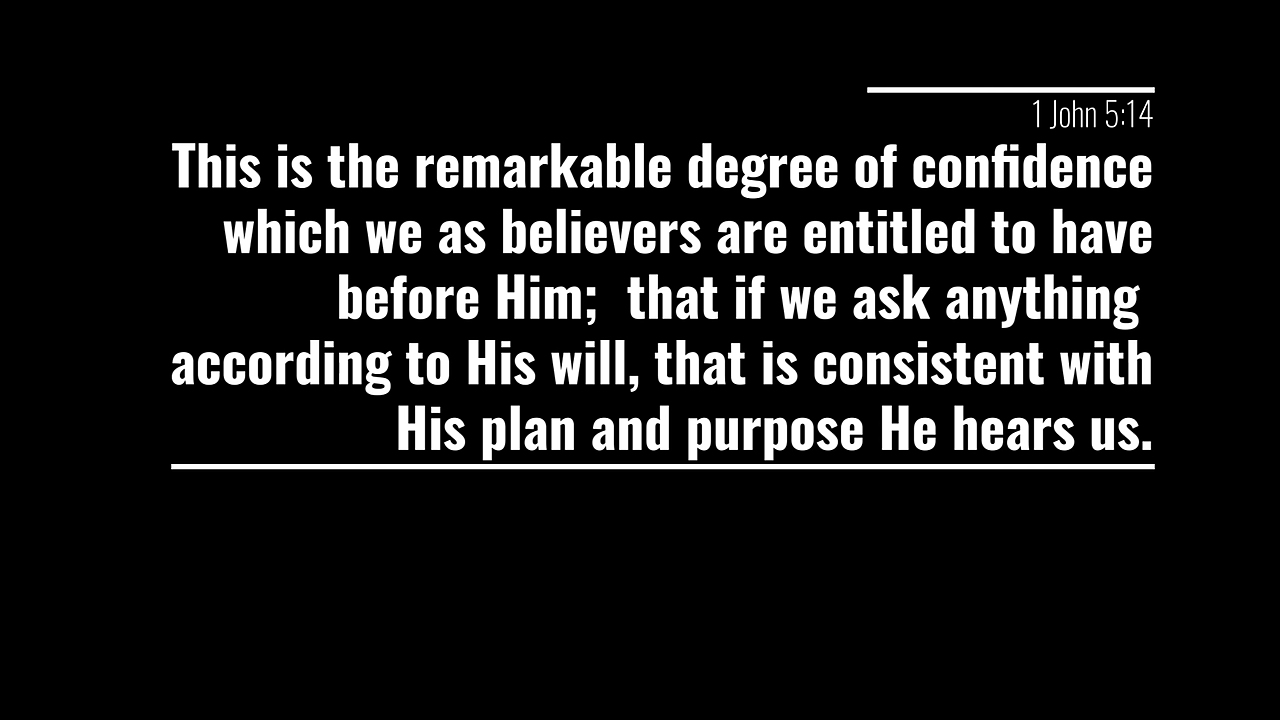 1 John 5:14
This is the remarkable degree of confidence
which we as believers are entitled to have
before Him;  that if we ask anything
according to His will, that is consistent with
His plan and purpose He hears us.